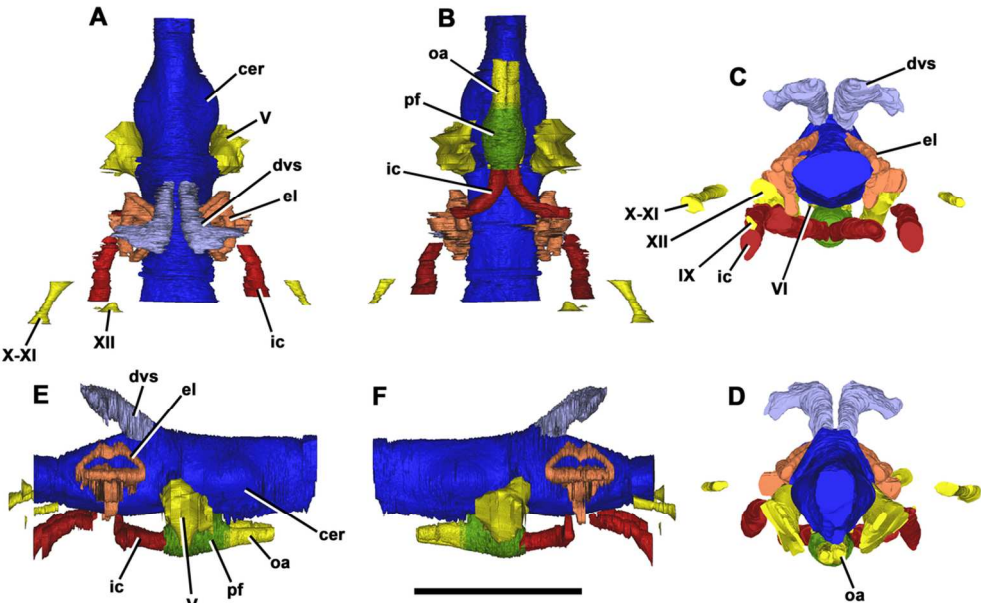 A
cer
V
dvs
el
ic
XII
X-XI
B
oa
pf
ic
C
dvs
el
X-XI
XII
IX
ic
VI
E
dvs
el
cer
oa
pf
V
ic
F
D
oa